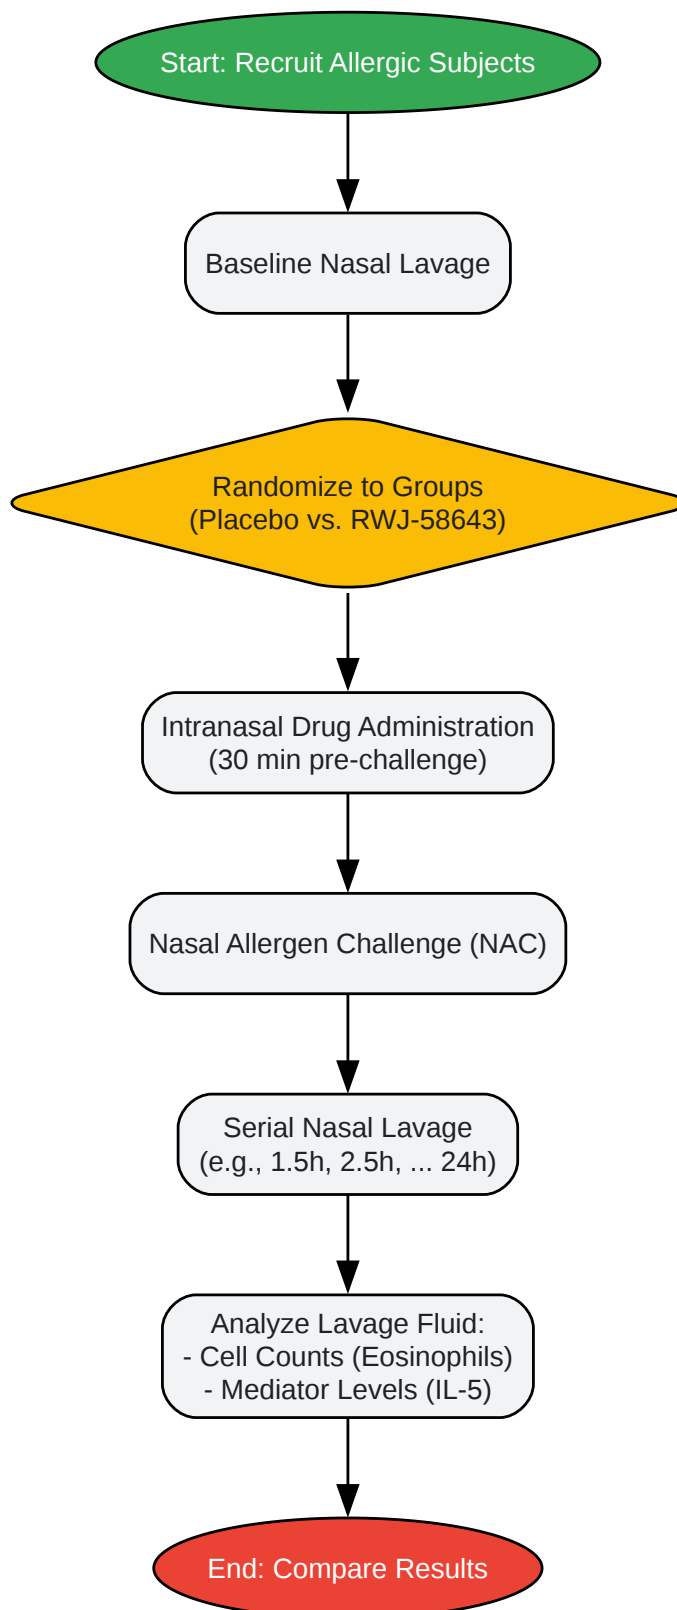 Start: Recruit Allergic Subjects
Baseline Nasal Lavage
Randomize to Groups
(Placebo vs. RWJ-58643)
Intranasal Drug Administration
(30 min pre-challenge)
Nasal Allergen Challenge (NAC)
Serial Nasal Lavage
(e.g., 1.5h, 2.5h, ... 24h)
Analyze Lavage Fluid:
- Cell Counts (Eosinophils)
- Mediator Levels (IL-5)
End: Compare Results